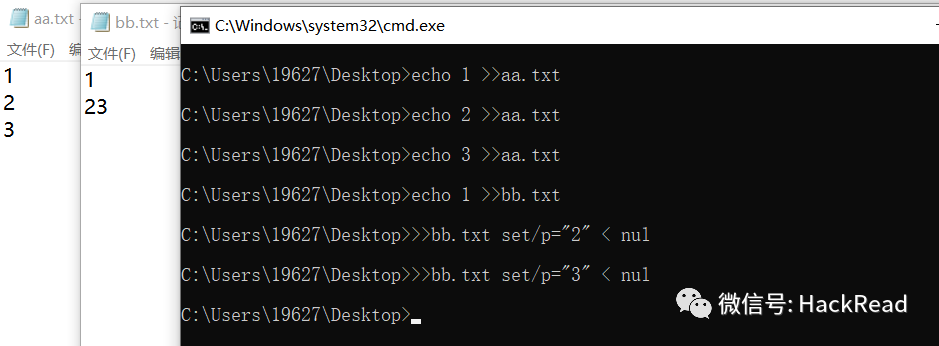 aa.txt
文件(F) 编
1
2
3
bb.txt - 记
文件(F) 编辑
1
23
C:\Windows\system32\cmd.exe
C:\Users\19627\Desktop>echo 1 >>aa.txt
C:\Users\19627\Desktop>echo 2 >>aa.txt
C:\Users\19627\Desktop>echo 3 >>aa.txt
C:\Users\19627\Desktop>echo 1 >>bb.txt
C:\Users\19627\Desktop>>>bb.txt set/p="2" < nul
C:\Users\19627\Desktop>>>bb.txt set/p="3" < nul
C:\Users\19627\Desktop>
微信号: HackRead